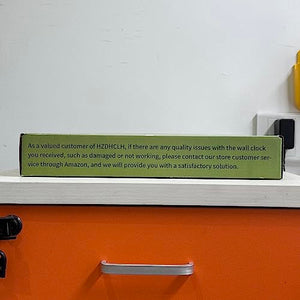 As a valued customer of HZDHCLH, if there are any quality issues with the wall clock
you received, such as damaged or not working, please contact our store customer ser-
vice through Amazon, and we will provide you with a satisfactory solution.